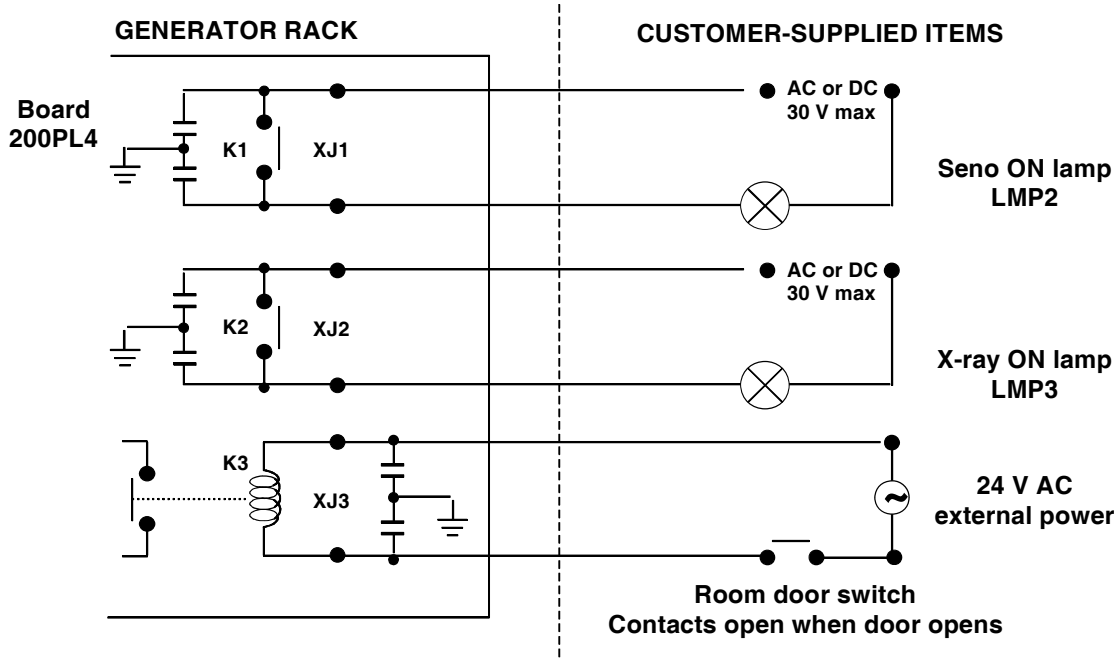 GENERATOR RACK
CUSTOMER-SUPPLIED ITEMS
Board
200PL4
K1
XJ1
AC or DC
30 V max
Seno ON lamp
LMP2
K2
XJ2
AC or DC
30 V max
X-ray ON lamp
LMP3
K3
XJ3
24 V AC
external power
Room door switch
Contacts open when door opens